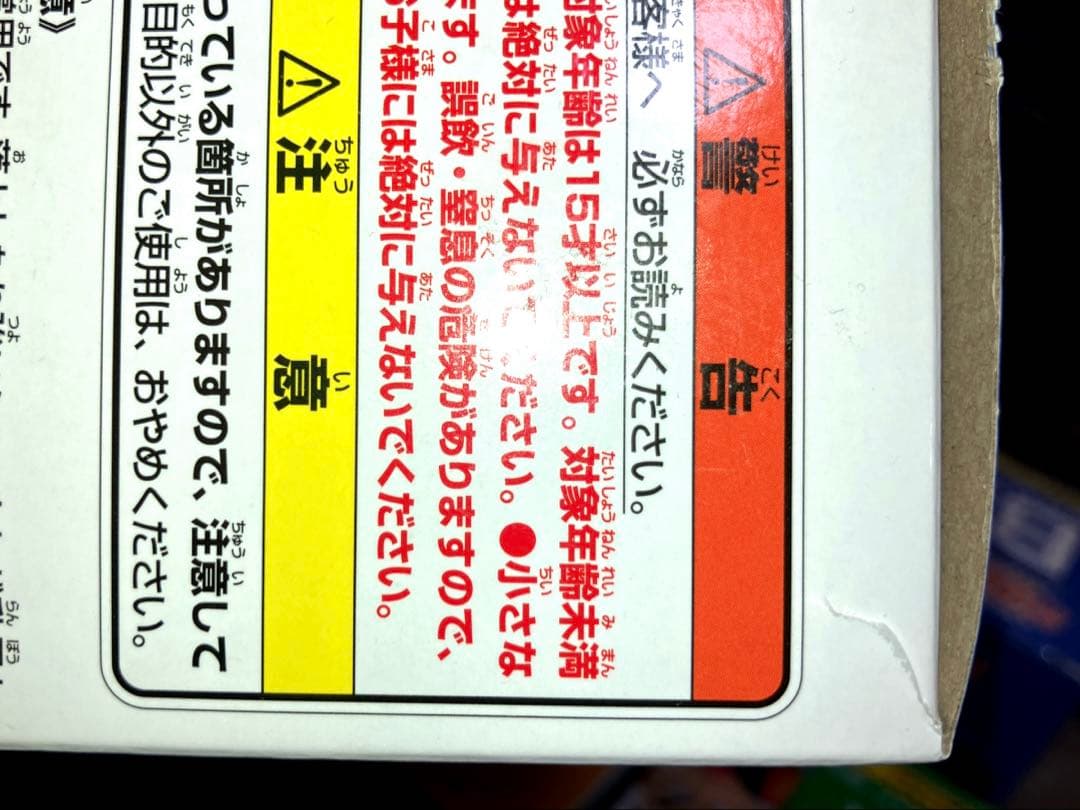 警告
客様へ 必ずお読みください。
対象年齢は15才以上です。対象年齢未満
は絶対に与えないでください。●小さな
ます。誤飲・窒息の危険がありますので、
お子様には絶対に与えないでください。
注意
っている箇所がありますので、注意して
目的以外のご使用は、おやめください。